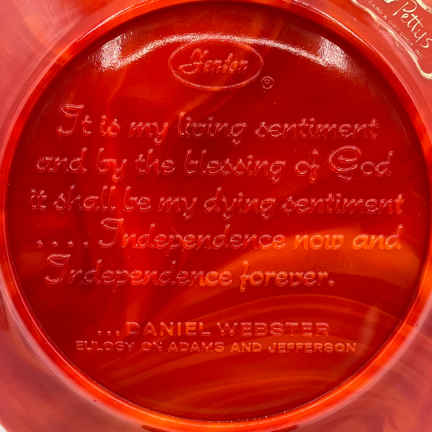 Fenton
®
It is my living sentiment
and by the blessing of God
it shall be my dying sentiment
....Independence now and
Independence forever.
...DANIEL WEBSTER
EULOGY ON ADAMS AND JEFFERSON
Petty's